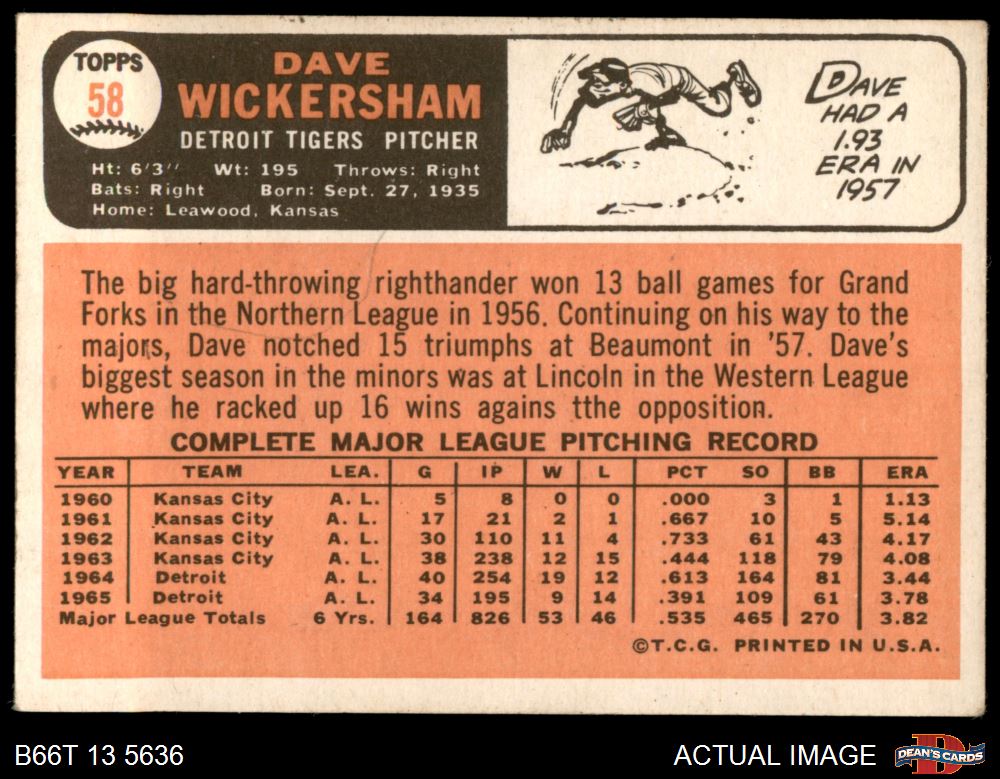 TOPPS
58
DAVE
WICKERSHAM
DETROIT TIGERS PITCHER
Ht: 6'3'' Wt: 195 Throws: Right
Bats: Right Born: Sept. 27, 1935
Home: Leawood, Kansas
DAVE
HAD A
1.93
ERA IN
1957
The big hard-throwing righthander won 13 ball games for Grand
Forks in the Northern League in 1956. Continuing on his way to the
majors, Dave notched 15 triumphs at Beaumont in '57. Dave's
biggest season in the minors was at Lincoln in the Western League
where he racked up 16 wins agains tthe opposition.
COMPLETE MAJOR LEAGUE PITCHING RECORD
YEAR TEAM LEA. G IP W L PCT SO BB ERA
1960 Kansas City A. L. 5 8 0 0 .000 3 1 1.13
1961 Kansas City A. L. 17 21 2 1 .667 10 5 5.14
1962 Kansas City A. L. 30 110 11 4 .733 61 43 4.17
1963 Kansas City A. L. 38 238 12 15 .444 118 79 4.08
1964 Detroit A. L. 40 254 19 12 .613 164 81 3.44
1965 Detroit A. L. 34 195 9 14 .391 109 61 3.78
Major League Totals 6 Yrs. 164 826 53 46 .535 465 270 3.82
©T.C.G. PRINTED IN U.S.A.
B66T 13 5636
ACTUAL IMAGE
DEAN'S CARDS